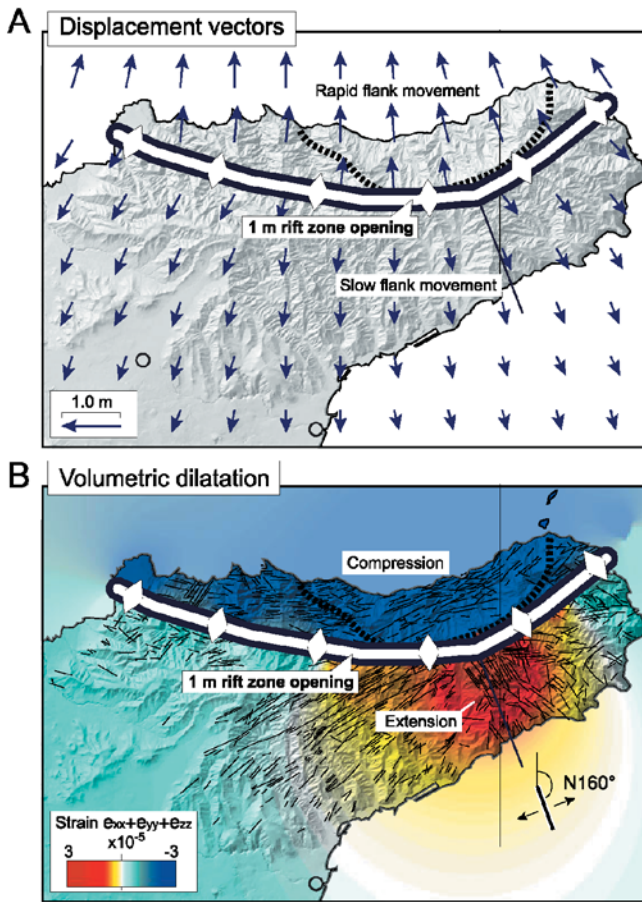 A
Displacement vectors
Rapid flank movement
1 m rift zone opening
Slow flank movement
1.0 m
B
Volumetric dilatation
Compression
1 m rift zone opening
Extension
N160°
Strain exx+eyy+ezz
x10-5
3
-3